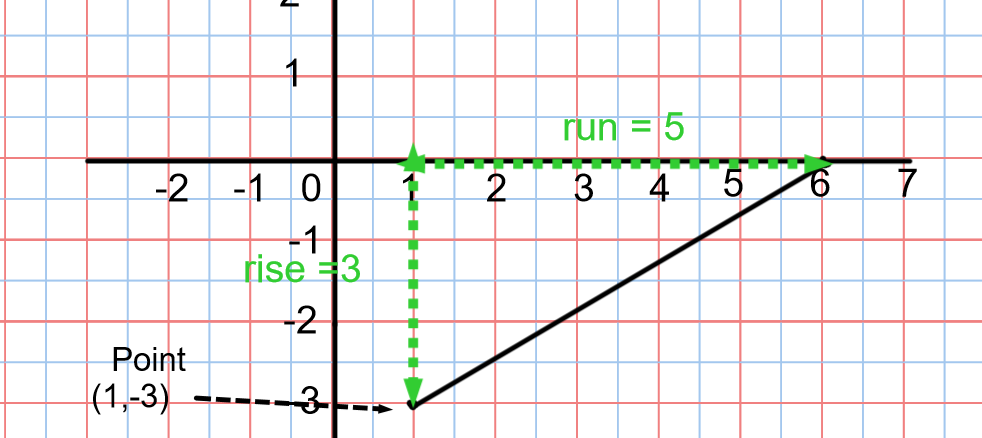 2
1
run = 5
-2 -1 0 1 2 3 4 5 6 7
-1
rise =3
-2
Point
(1,-3)
-3